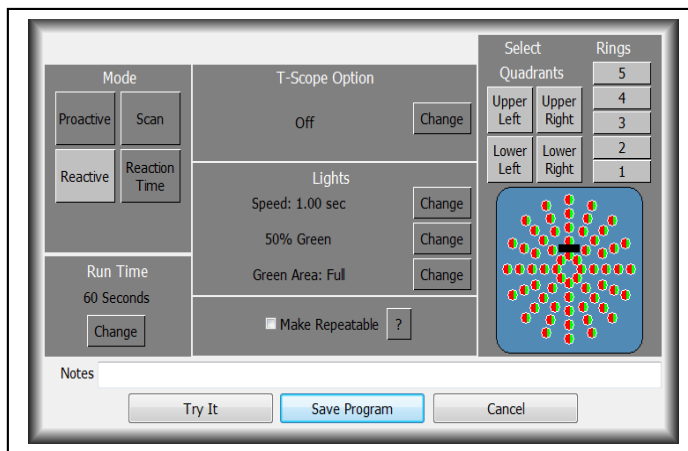 Mode
Proactive
Scan
Reactive
Reaction
Time
Run Time
60 Seconds
Change
T-Scope Option
Off
Change
Lights
Speed: 1.00 sec
Change
50% Green
Change
Green Area: Full
Change
Make Repeatable
?
Select
Quadrants
Upper
Left
Upper
Right
Lower
Left
Lower
Right
Rings
5
4
3
2
1
Notes
Try It
Save Program
Cancel